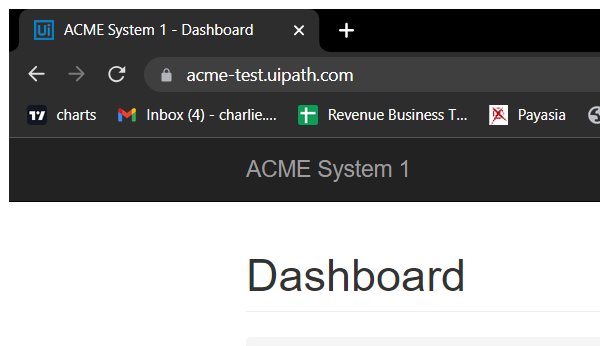 Ui ACME System 1 - Dashboard
acme-test.uipath.com
charts Inbox (4) - charlie.... Revenue Business T... Payasia
ACME System 1
Dashboard